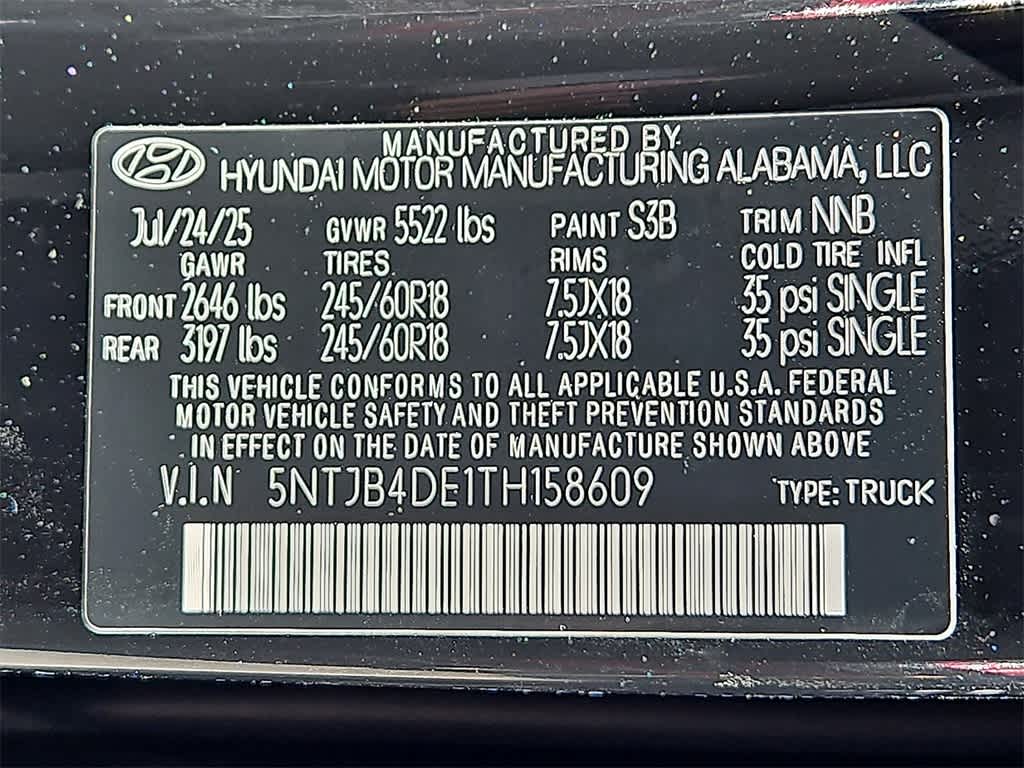 MANUFACTURED BY
HYUNDAI MOTOR MANUFACTURING ALABAMA, LLC
Jul/24/25 GVWR 5522 lbs PAINT S3B TRIM NNB
GAWR TIRES RIMS COLD TIRE INFL
FRONT 2646 lbs 245/60R18 7.5JX18 35 psi SINGLE
REAR 3197 lbs 245/60R18 7.5JX18 35 psi SINGLE
THIS VEHICLE CONFORMS TO ALL APPLICABLE U.S.A. FEDERAL
MOTOR VEHICLE SAFETY AND THEFT PREVENTION STANDARDS
IN EFFECT ON THE DATE OF MANUFACTURE SHOWN ABOVE
V.I.N 5NTJB4DE1TH158609 TYPE: TRUCK